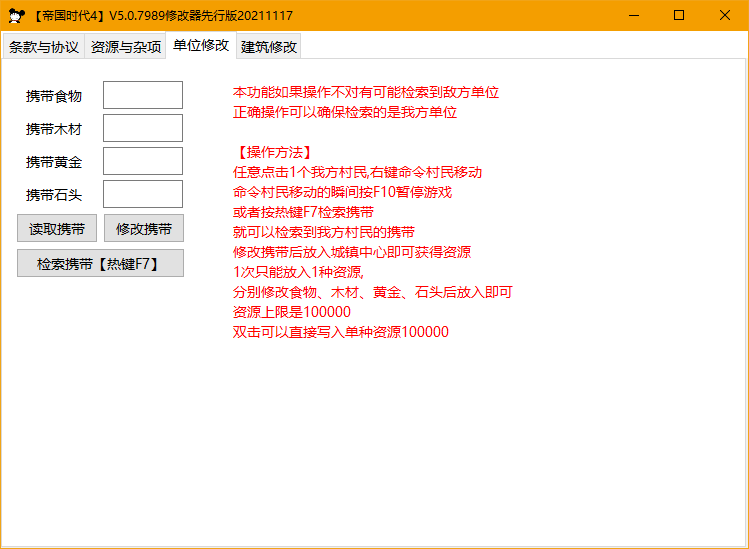 【帝国时代4】V5.0.7989修改器先行版20211117
条款与协议 资源与杂项 单位修改 建筑修改
携带食物
携带木材
携带黄金
携带石头
读取携带 修改携带
检索携带【热键F7】
本功能如果操作不对有可能检索到敌方单位
正确操作可以确保检索的是我方单位
【操作方法】
任意点击1个我方村民,右键命令村民移动
命令村民移动的瞬间按F10暂停游戏
或者按热键F7检索携带
就可以检索到我方村民的携带
修改携带后放入城镇中心即可获得资源
1次只能放入1种资源,
分别修改食物、木材、黄金、石头后放入即可
资源上限是100000
双击可以直接写入单种资源100000